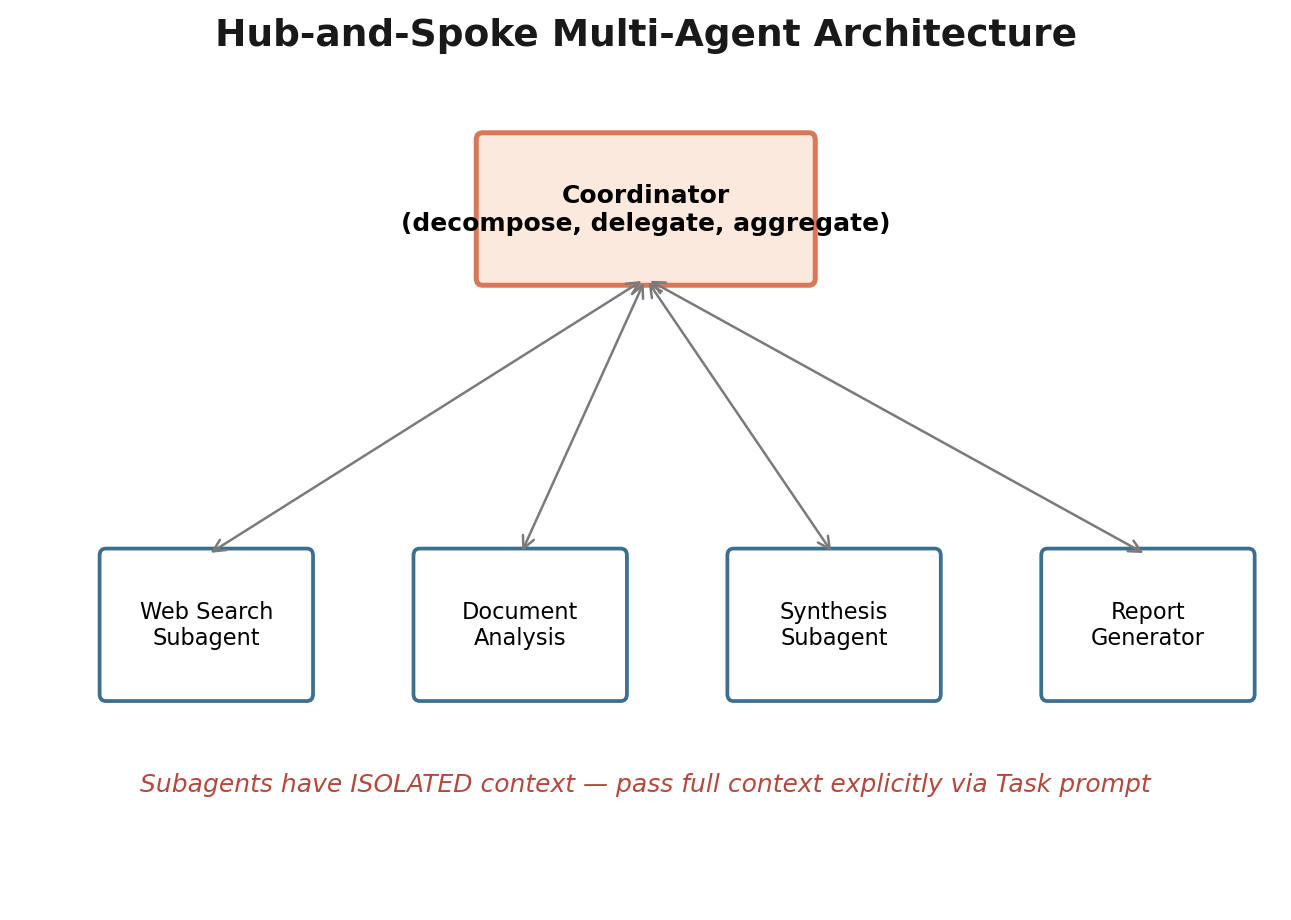 Hub-and-Spoke Multi-Agent Architecture
Coordinator
(decompose, delegate, aggregate)
Web Search
Subagent
Document
Analysis
Synthesis
Subagent
Report
Generator
Subagents have ISOLATED context — pass full context explicitly via Task prompt